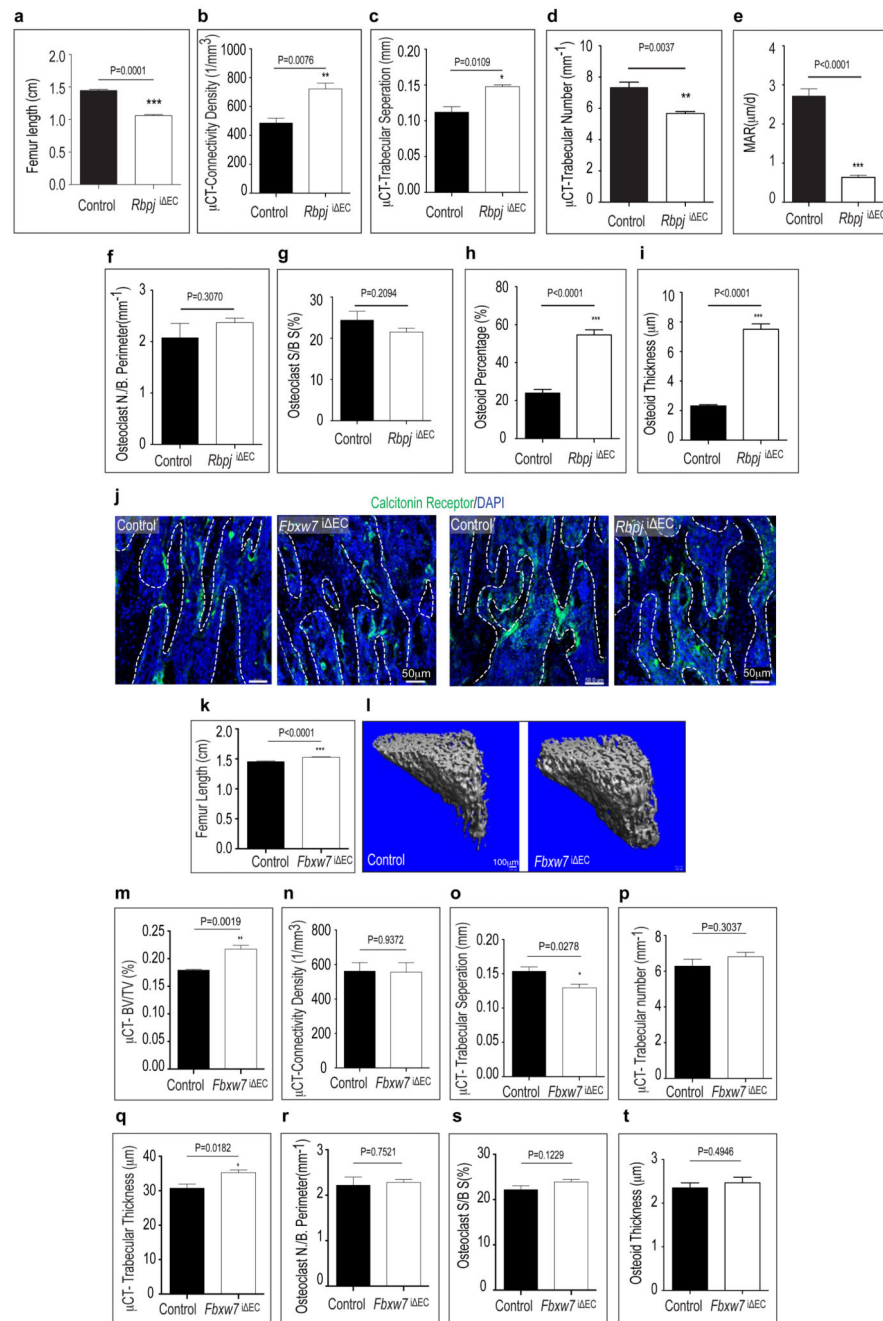 a
Femur length (cm)
2.0
1.5
1.0
0.5
0.0
P=0.0001
***
Control
Rbpj iΔEC
b
μCT-Connectivity Density (1/mm³)
1000
800
600
400
200
0
P=0.0076
**
Control
Rbpj iΔEC
c
μCT-Trabecular Seperation (mm)
0.20
0.15
0.10
0.05
0.00
P=0.0109
*
Control
Rbpj iΔEC
d
μCT-Trabecular Number (mm⁻¹)
10
8
6
4
2
0
P=0.0037
**
Control
Rbpj iΔEC
e
MAR(μm/d)
4
3
2
1
0
P<0.0001
***
Control
Rbpj iΔEC
f
Osteoclast N./B. Perimeter(mm⁻¹)
3
2
1
0
P=0.3070
Control
Rbpj iΔEC
g
Osteoclast S/B S(%)
30
20
10
0
P=0.2094
Control
Rbpj iΔEC
h
Osteoid Percentage (%)
80
60
40
20
0
P<0.0001
***
Control
Rbpj iΔEC
i
Osteoid Thickness (μm)
10
8
6
4
2
0
P<0.0001
***
Control
Rbpj iΔEC
j
Calcitonin Receptor/DAPI
Control
Fbxw7 iΔEC
50μm
Control
50.0 μm
Rbpj iΔEC
50μm
k
Femur Length (cm)
2.0
1.5
1.0
0.5
0.0
P<0.0001
***
Control
Fbxw7 iΔEC
l
Control
100μm
Fbxw7 iΔEC
m
μCT- BV/TV (%)
0.25
0.20
0.15
0.10
0.05
0.00
P=0.0019
**
Control
Fbxw7 iΔEC
n
μCT-Connectivity Density (1/mm3)
800
600
400
200
0
P=0.9372
Control
Fbxw7 iΔEC
o
μCT- Trabecular Seperation (mm)
0.20
0.15
0.10
0.05
0.00
P=0.0278
*
Control
Fbxw7 iΔEC
p
μCT- Trabecular number (mm⁻¹)
8
6
4
2
0
P=0.3037
Control
Fbxw7 iΔEC
q
μCT- Trabecular Thickness (μm)
40
30
20
10
0
P=0.0182
*
Control
Fbxw7 iΔEC
r
Osteoclast N./B. Perimeter(mm⁻¹)
3
2
1
0
P=0.7521
Control
Fbxw7 iΔEC
s
Osteoclast S/B S(%)
30
20
10
0
P=0.1229
Control
Fbxw7 iΔEC
t
Osteoid Thickness (μm)
3
2
1
0
P=0.4946
Control
Fbxw7 iΔEC